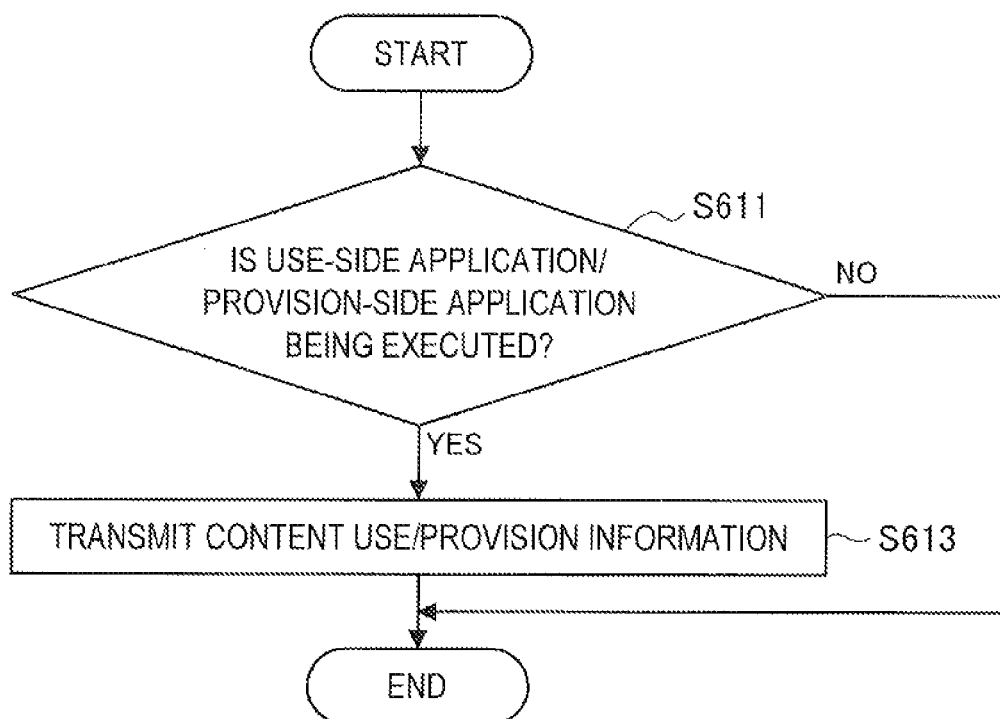 START
S611
IS USE-SIDE APPLICATION/
PROVISION-SIDE APPLICATION
BEING EXECUTED?
NO
YES
TRANSMIT CONTENT USE/PROVISION INFORMATION
S613
END